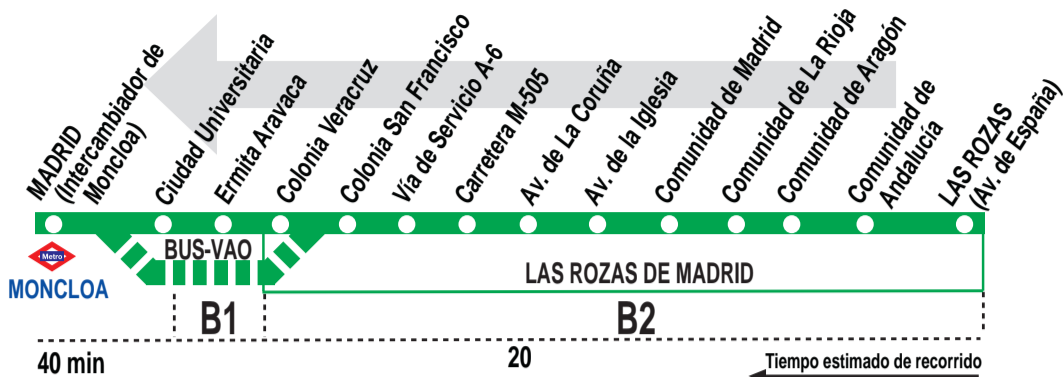 MADRID
(Intercambiador de
Moncloa)
Ciudad Universitaria
Ermita Aravaca
Colonia Veracruz
Colonia San Francisco
Vía de Servicio A-6
Carretera M-505
Av. de La Coruña
Av. de la Iglesia
Comunidad de Madrid
Comunidad de La Rioja
Comunidad de Aragón
Comunidad de
Andalucía
LAS ROZAS
(Av. de España)
Metro
MONCLOA
BUS-VAO
LAS ROZAS DE MADRID
B1
B2
40 min
20
Tiempo estimado de recorrido